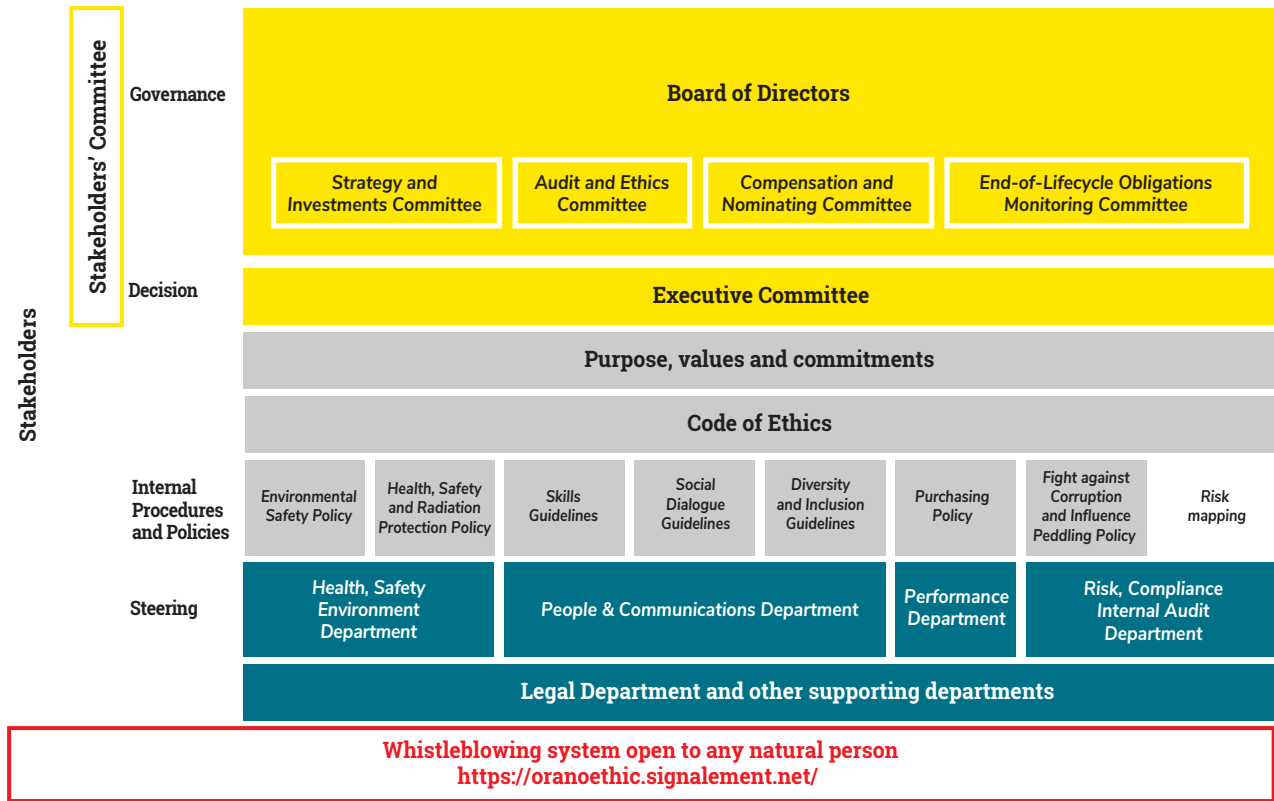 Stakeholders
Stakeholders' Committee
Governance
Board of Directors
Strategy and
Investments Committee
Audit and Ethics
Committee
Compensation and
Nominating Committee
End-of-Lifecycle Obligations
Monitoring Committee
Decision
Executive Committee
Purpose, values and commitments
Code of Ethics
Internal
Procedures
and Policies
Environmental
Safety Policy
Health, Safety
and Radiation
Protection Policy
Skills
Guidelines
Social
Dialogue
Guidelines
Diversity
and Inclusion
Guidelines
Purchasing
Policy
Fight against
Corruption
and Influence
Peddling Policy
Risk
mapping
Steering
Health, Safety
Environment
Department
People & Communications Department
Performance
Department
Risk, Compliance
Internal Audit
Department
Legal Department and other supporting departments
Whistleblowing system open to any natural person
https://oranoethic.signalement.net/